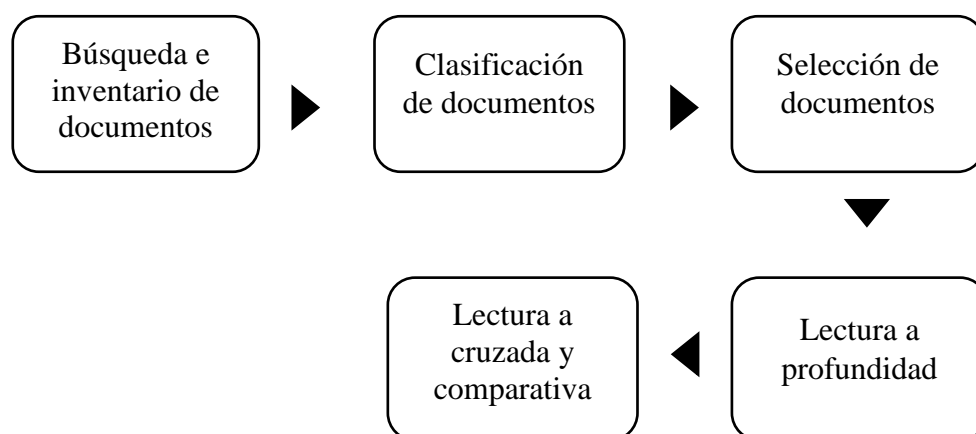 Búsqueda e
inventario de
documentos
Clasificación
de documentos
Selección de
documentos
Lectura a
profundidad
Lectura a
cruzada y
comparativa